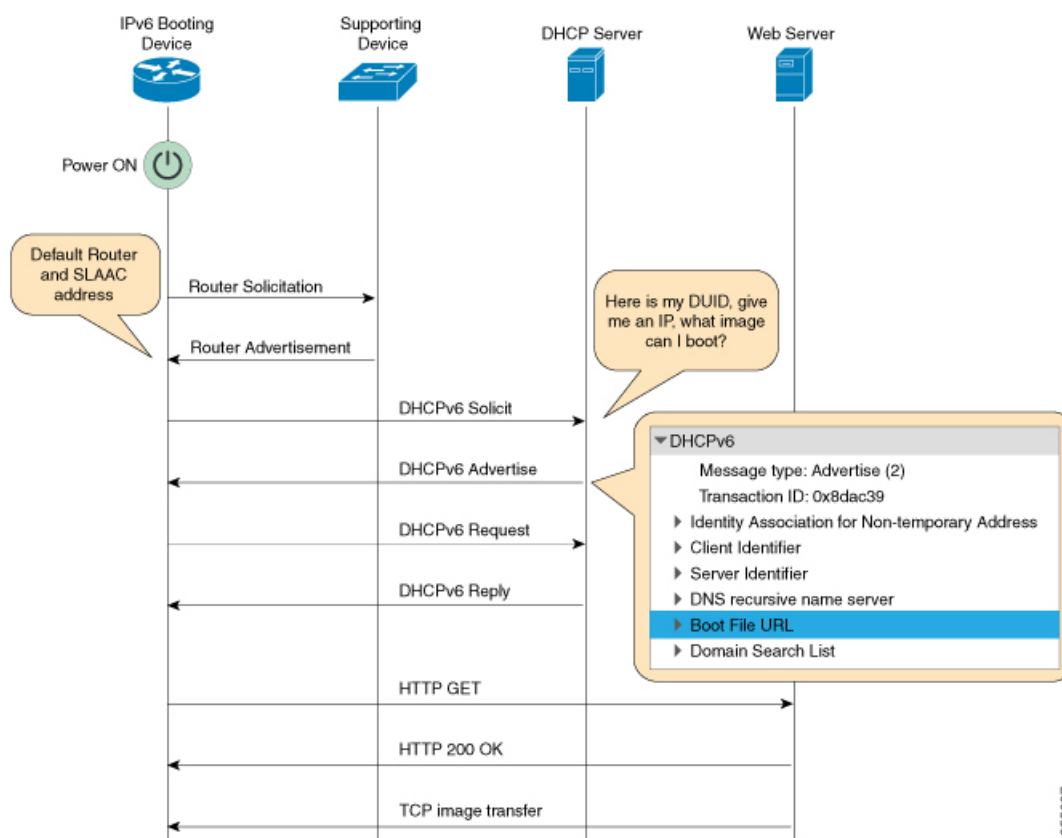 IPv6 Booting
Device
Supporting
Device
DHCP Server
Web Server
Power ON
Default Router
and SLAAC
address
Router Solicitation
Here is my DUID, give
me an IP, what image
can I boot?
Router Advertisement
DHCPv6 Solicit
DHCPv6 Advertise
DHCPv6 Request
DHCPv6 Reply
DHCPv6
Message type: Advertise (2)
Transaction ID: 0x8dac39
Identity Association for Non-temporary Address
Client Identifier
Server Identifier
DNS recursive name server
Boot File URL
Domain Search List
HTTP GET
HTTP 200 OK
TCP image transfer